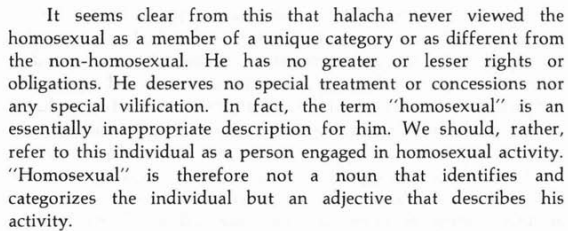 It seems clear from this that halacha never viewed the
homosexual as a member of a unique category or as different from
the non-homosexual. He has no greater or lesser rights or
obligations. He deserves no special treatment or concessions nor
any special vilification. In fact, the term "homosexual" is an
essentially inappropriate description for him. We should, rather,
refer to this individual as a person engaged in homosexual activity.
"Homosexual" is therefore not a noun that identifies and
categorizes the individual but an adjective that describes his
activity.